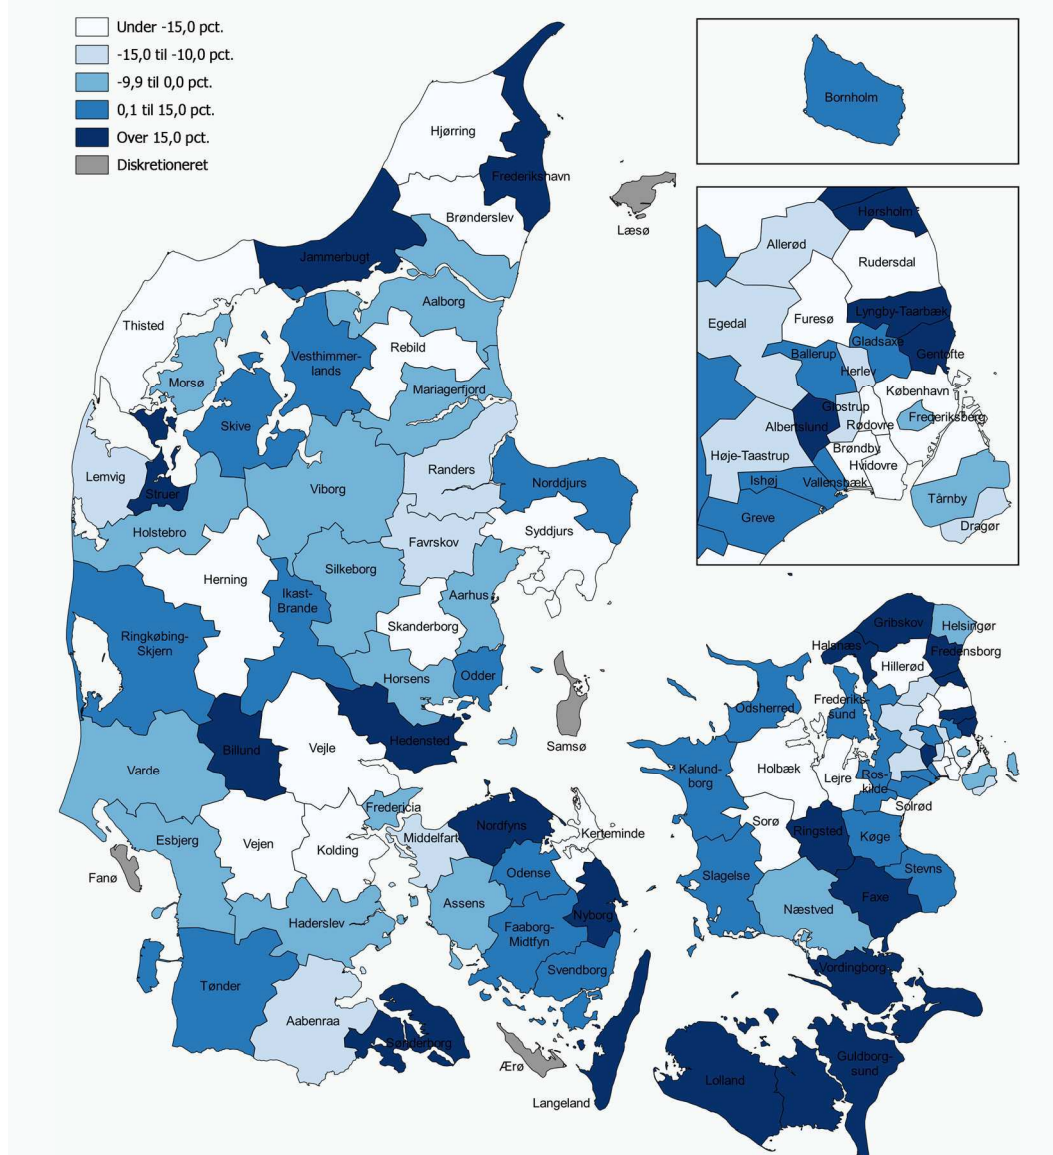 Under -15,0 pct.
-15,0 til -10,0 pct.
-9,9 til 0,0 pct.
0,1 til 15,0 pct.
Over 15,0 pct.
Diskretioneret
Hjørring
Frederikshavn
Brønderslev
Læsø
Jammerbugt
Aalborg
Thisted
Rebild
Vesthimmer-
lands
Morsø
Mariagerfjord
Skive
Lemvig
Randers
Struer
Viborg
Norddjurs
Holstebro
Syddjurs
Favrskov
Silkeborg
Herning
Ikast-
Brande
Aarhus
Skanderborg
Ringkøbing-
Skjern
Horsens
Odder
Hedensted
Samsø
Billund
Vejle
Varde
Fredericia
Esbjerg
Vejen
Kolding
Middelfart
Nordfyns
Kerteminde
Fanø
Odense
Assens
Nyborg
Haderslev
Faaborg-
Midtfyn
Svendborg
Tønder
Aabenraa
Sønderborg
Ærø
Langeland
Bornholm
Hørsholm
Allerød
Rudersdal
Furesø
Lyngby-Taarbæk
Egedal
Gladsaxe
Ballerup
Gentofte
Herlev
København
Glostrup
Frederiksberg
Albertslund
Rødovre
Brøndby
Høje-Taastrup
Hvidovre
Ishøj
Vallensbæk
Tårnby
Greve
Dragør
Gribskov
Helsingør
Halsnæs
Fredensborg
Hillerød
Odsherred
Frederiks-
sund
Kalund-
borg
Holbæk
Lejre
Ros-
kilde
Solrød
Sorø
Ringsted
Køge
Slagelse
Stevns
Næstved
Faxe
Vordingborg
Guldborg-
sund
Lolland